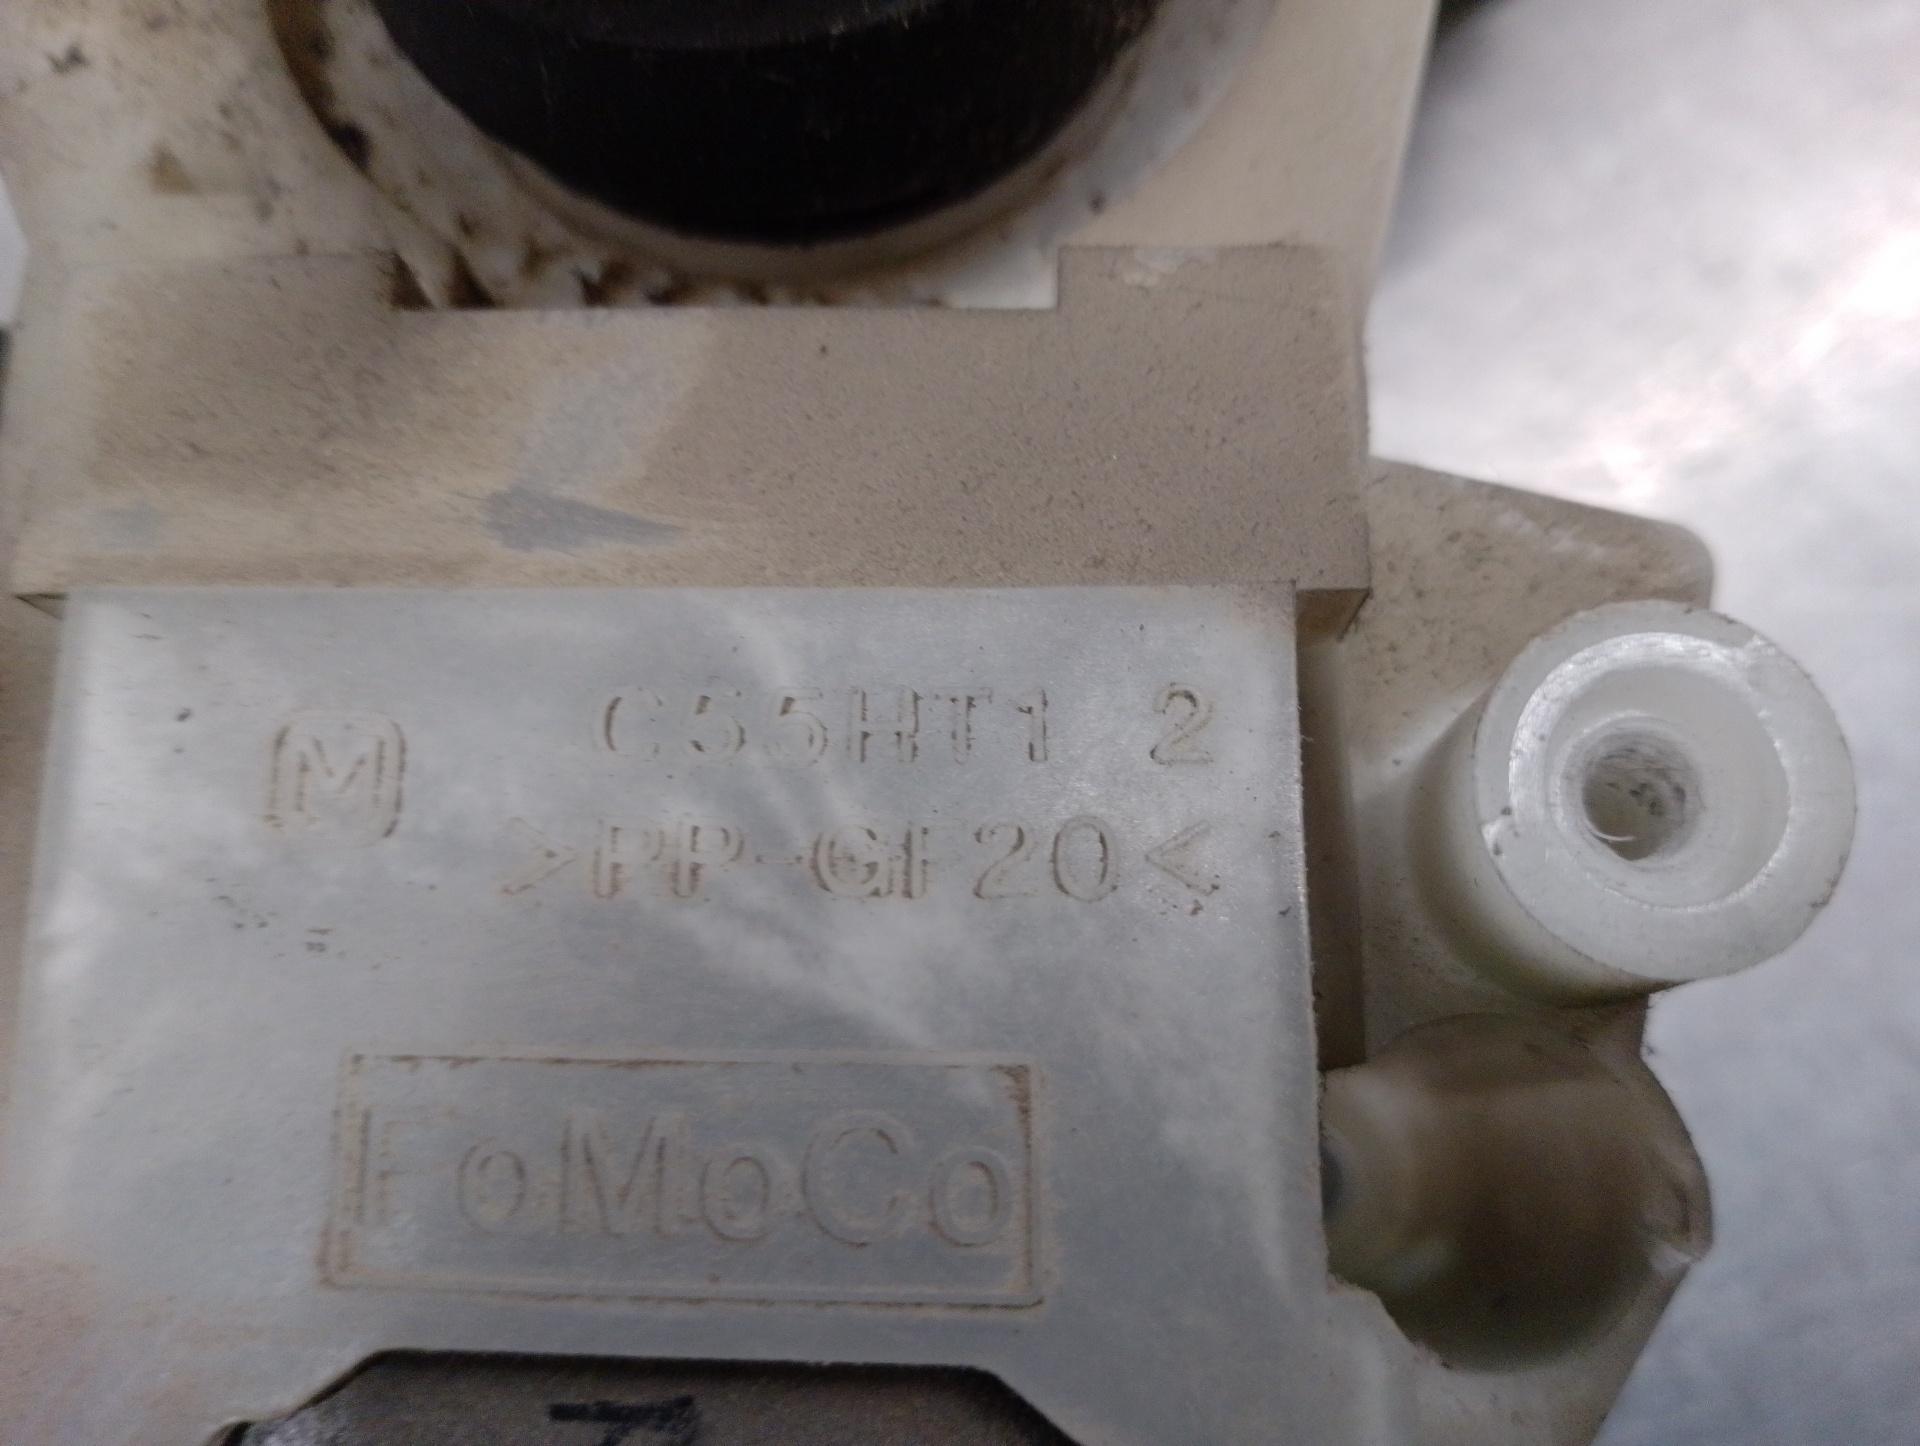 C55HT1 2
M
>PP-GF20<
FoMoCo